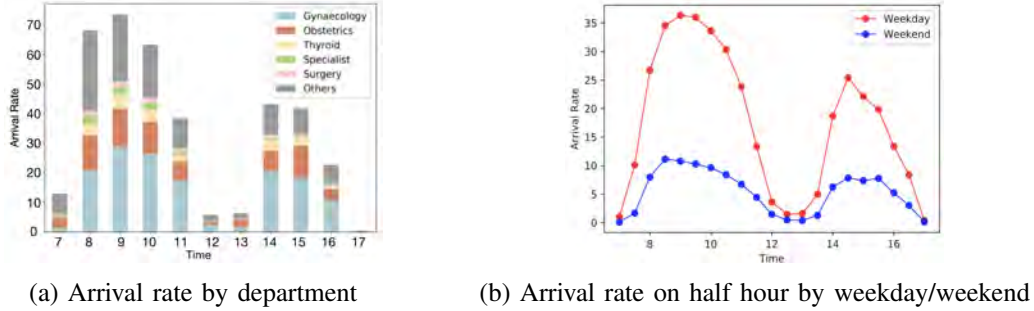 70
60
50
40
30
20
10
0
Arrival Rate
Gynaecology
Obstetrics
Thyroid
Specialist
Surgery
Others
7 8 9 10 11 12 13 14 15 16 17
Time
35
30
25
20
15
10
5
0
Arrival Rate
Weekday
Weekend
8 10 12 14 16
Time
(a) Arrival rate by department
(b) Arrival rate on half hour by weekday/weekend